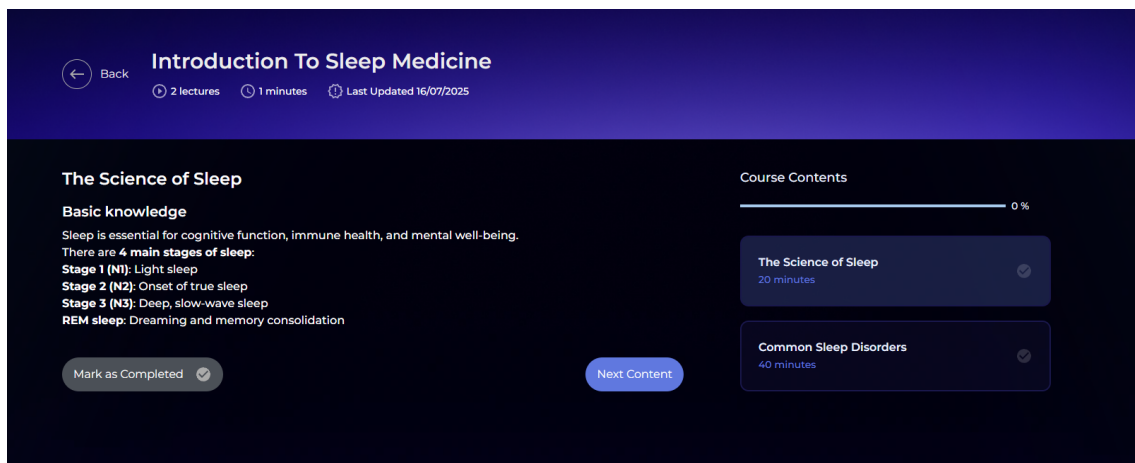 Back
Introduction To Sleep Medicine
2 lectures 1 minutes Last Updated 16/07/2025
The Science of Sleep
Basic knowledge
Sleep is essential for cognitive function, immune health, and mental well-being.
There are 4 main stages of sleep:
Stage 1 (N1): Light sleep
Stage 2 (N2): Onset of true sleep
Stage 3 (N3): Deep, slow-wave sleep
REM sleep: Dreaming and memory consolidation
Mark as Completed
Next Content
Course Contents
0 %
The Science of Sleep
20 minutes
Common Sleep Disorders
40 minutes